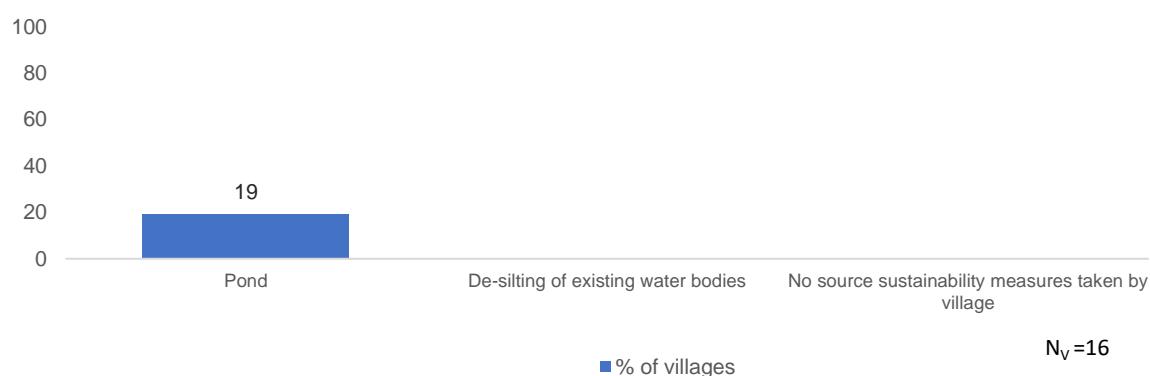 100
80
60
40
20
0
19
Pond
De-silting of existing water bodies
No source sustainability measures taken by
village
N_V =16
% of villages